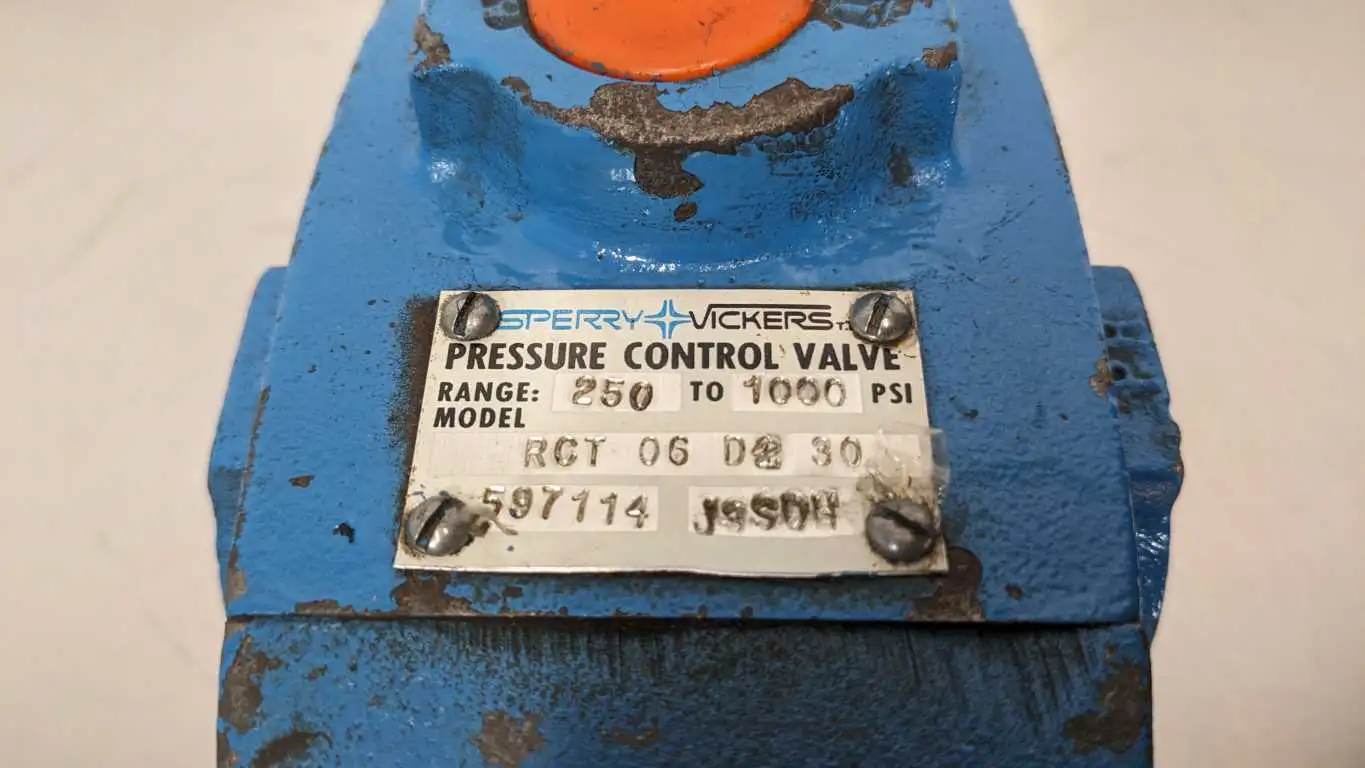 SPERRY VICKERS
PRESSURE CONTROL VALVE
RANGE: 250 TO 1000 PSI
MODEL
RCT 06 D2 30
597114